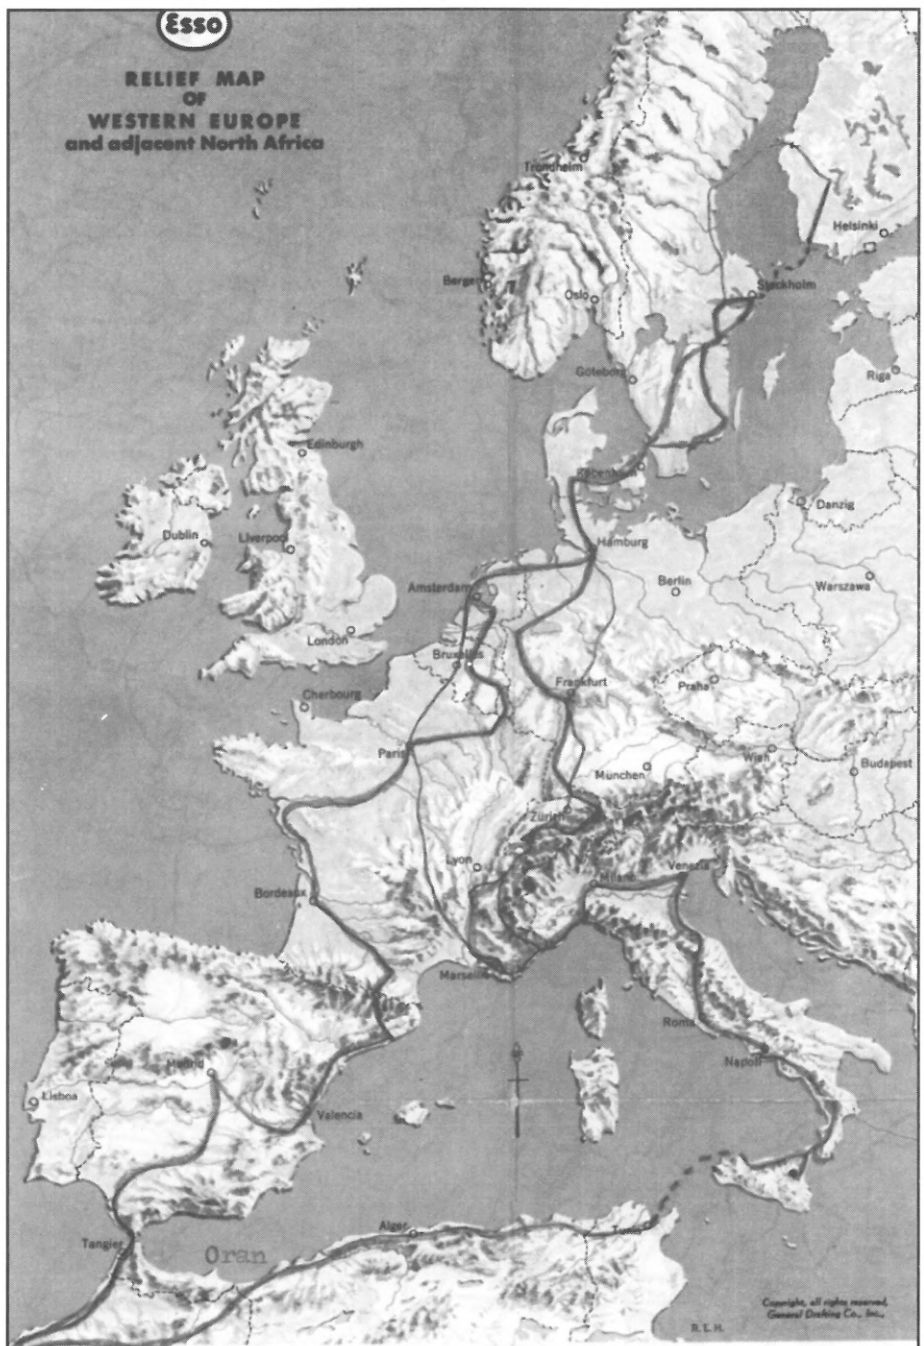 Esso
RELIEF MAP
OF
WESTERN EUROPE
and adjacent North Africa
Trondheim
Helsinki
Bergen
Oslo
Stockholm
Göteborg
Riga
Edinburgh
København
Danzig
Dublin
Liverpool
Hamburg
Amsterdam
Berlin
Warszawa
London
Bruxelles
Cherbourg
Frankfurt
Praha
Paris
München
Wien
Budapest
Zürich
Lyon
Milano
Venezia
Bordeaux
Marseille
Roma
Madrid
Napoli
Lisboa
Valencia
Alger
Tunis
Tangier
Oran
Copyright, all rights reserved,
General Drafting Co., Inc.,
R. E. H.